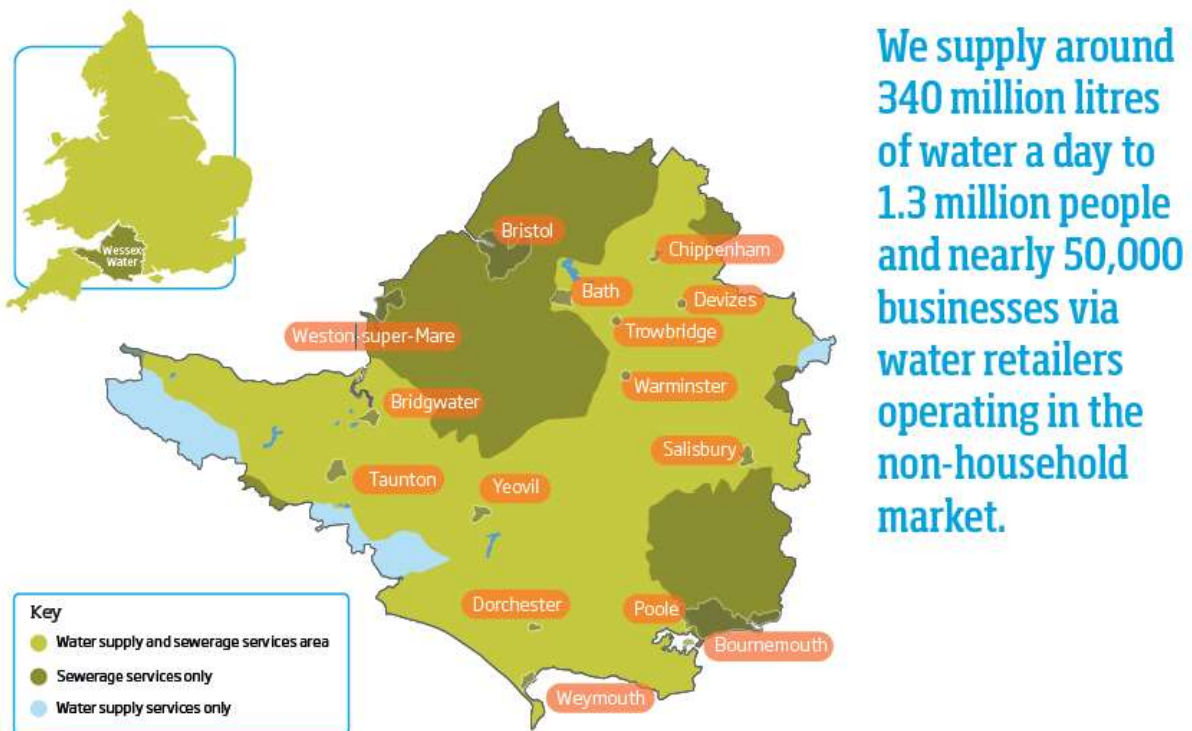 We supply around
340 million litres
of water a day to
1.3 million people
and nearly 50,000
businesses via
water retailers
operating in the
non-household
market.
Wessex
Water
Bristol
Chippenham
Bath
Devizes
Weston-super-Mare
Trowbridge
Warminster
Bridgwater
Salisbury
Taunton
Yeovil
Dorchester
Poole
Bournemouth
Weymouth
Key
Water supply and sewerage services area
Sewerage services only
Water supply services only